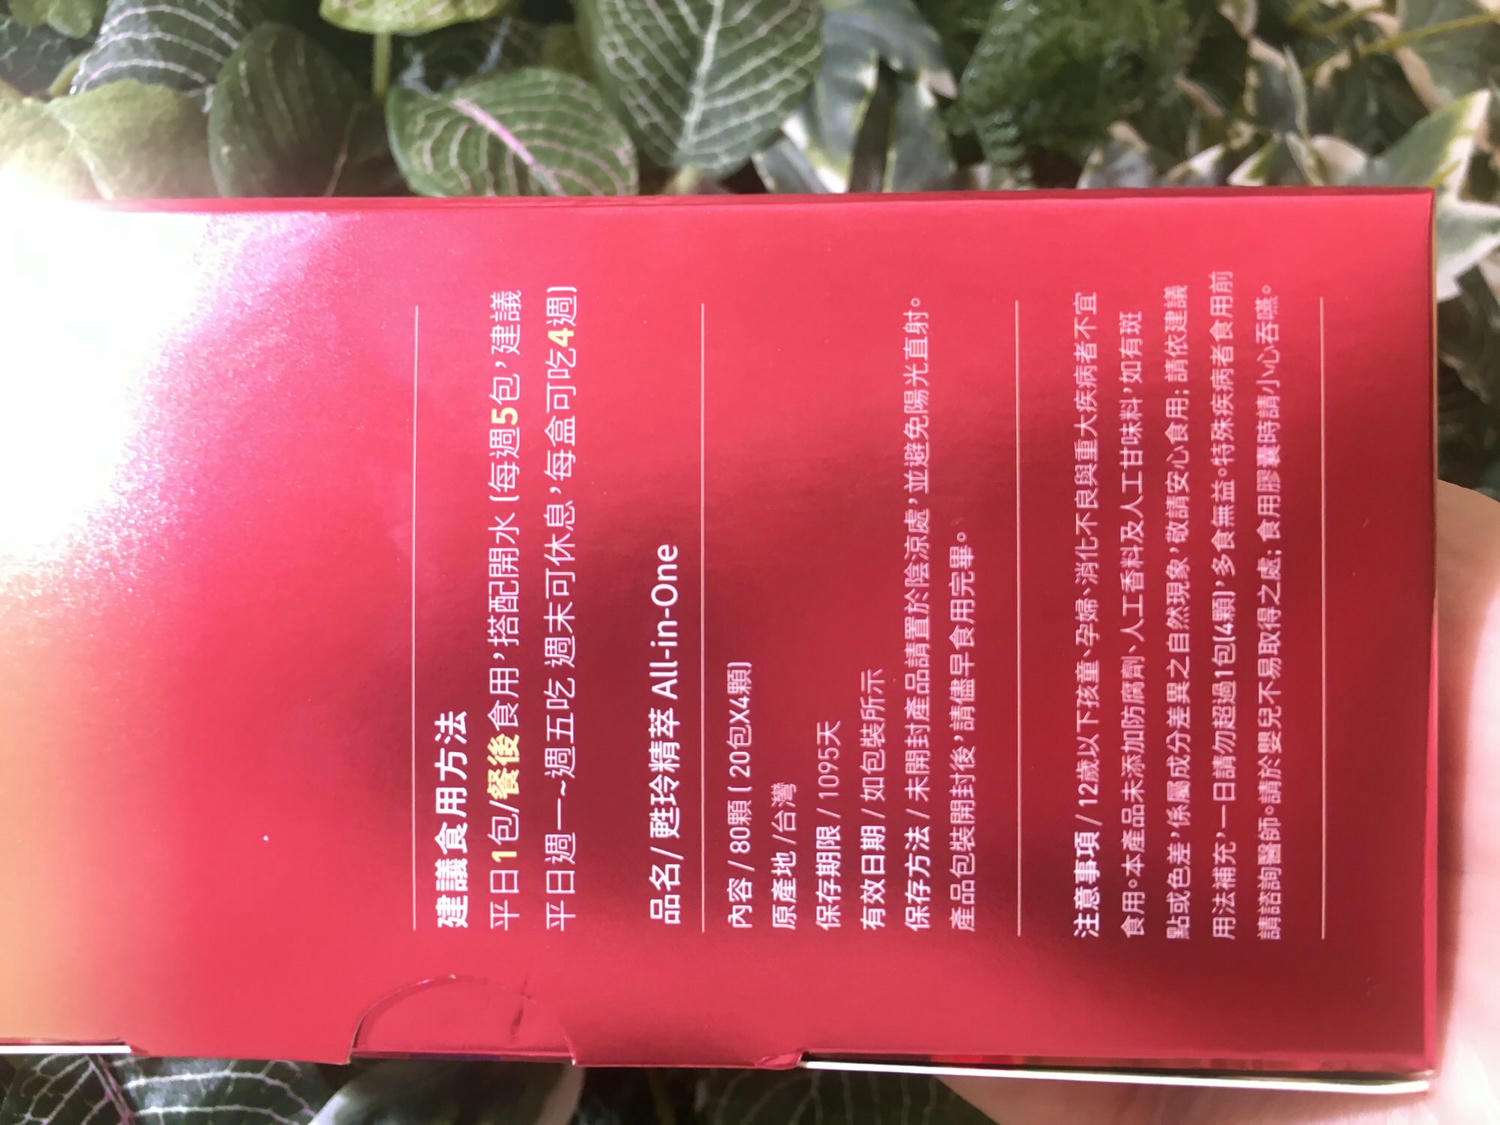 建議食用方法
平日1包/餐後食用,搭配開水(每週5包,建議
平日週一~週五吃 週末可休息,每盒可吃4週)
品名/ 甦玲精萃 All-in-One
內容 / 80顆 ( 20包X4顆)
原產地 /台灣
保存期限 / 1095天
有效日期 / 如包裝所示
保存方法 / 未開封產品請置於陰涼處,並避免陽光直射。
產品包裝開封後,請儘早食用完畢。
注意事項 / 12歲以下孩童、孕婦、消化不良與重大疾病者不宜
食用。本產品未添加防腐劑、人工香料及人工甘味料,如有斑
點或色差,係屬成分差異之自然現象,敬請安心食用; 請依建議
用法補充,一日請勿超過1包(4顆),多食無益。特殊疾病者食用前
請諮詢醫師。請於嬰兒不易取得之處; 食用膠囊時請小心吞嚥。